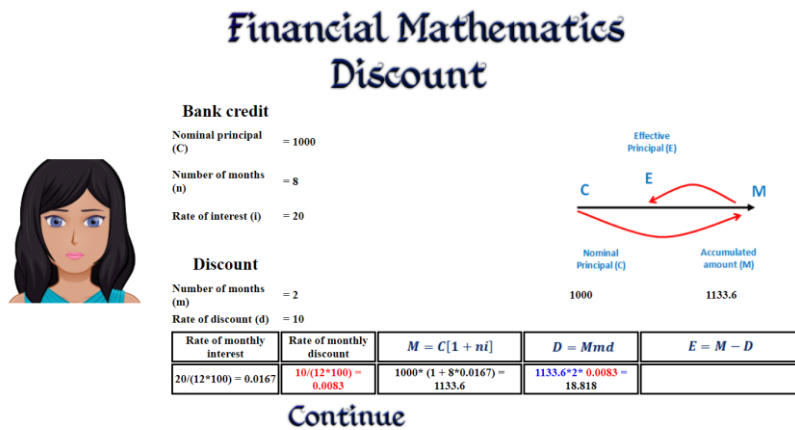 Financial Mathematics
Discount
Bank credit
Nominal principal
(C)
= 1000
Number of months
(n)
= 8
Rate of interest (i)
= 20
Effective
Principal (E)
C
E
M
Nominal
Principal (C)
Accumulated
amount (M)
1000
1133.6
Discount
Number of months
(m)
= 2
Rate of discount (d)
= 10
Rate of monthly
interest
Rate of monthly
discount
M = C[1 + ni]
D = Mmd
E = M − D
20/(12*100) = 0.0167
10/(12*100) =
0.0083
1000* (1 + 8*0.0167) =
1133.6
1133.6*2* 0.0083 =
18.818
Continue